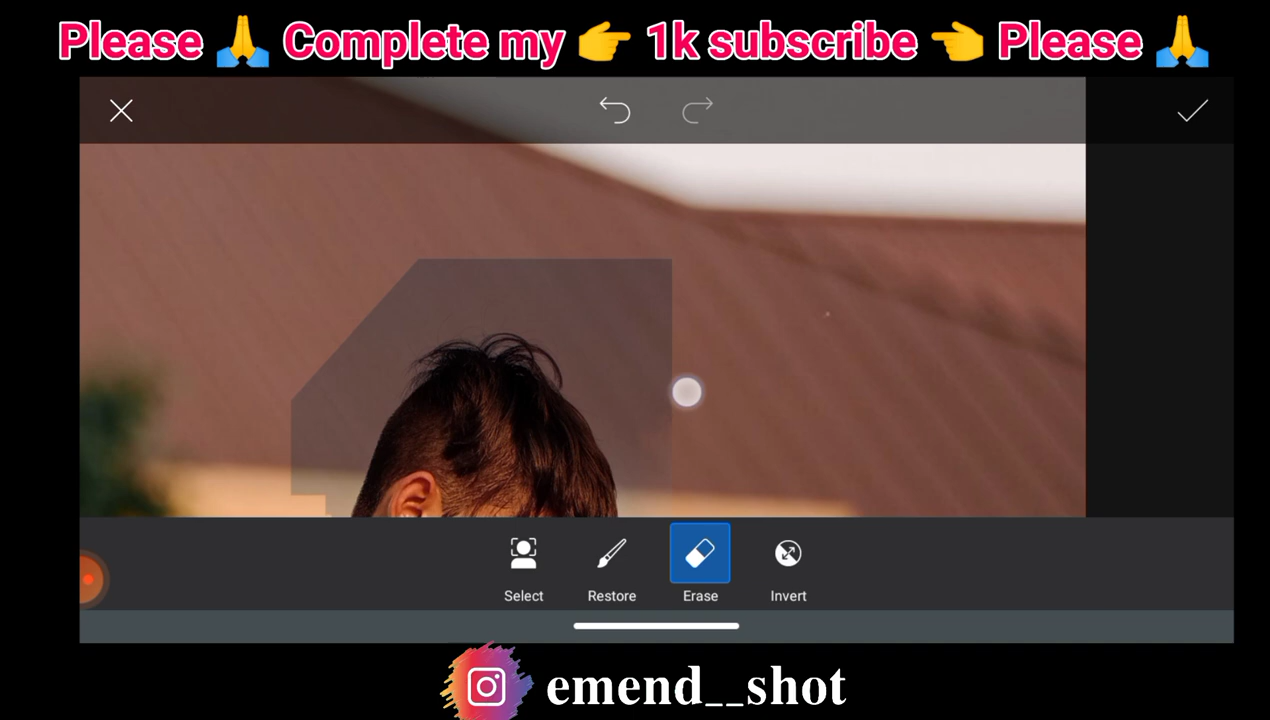 Please 🙏 Complete my 👉 1k subscribe 👈 Please 🙏
Select Restore Erase Invert
emend__shot